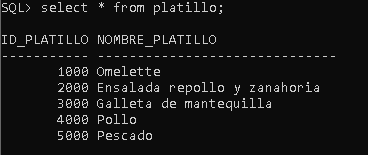 SQL> select * from platillo;
ID_PLATILLO NOMBRE_PLATILLO
----------- ------------------------------
1000 Omelette
2000 Ensalada repollo y zanahoria
3000 Galleta de mantequilla
4000 Pollo
5000 Pescado